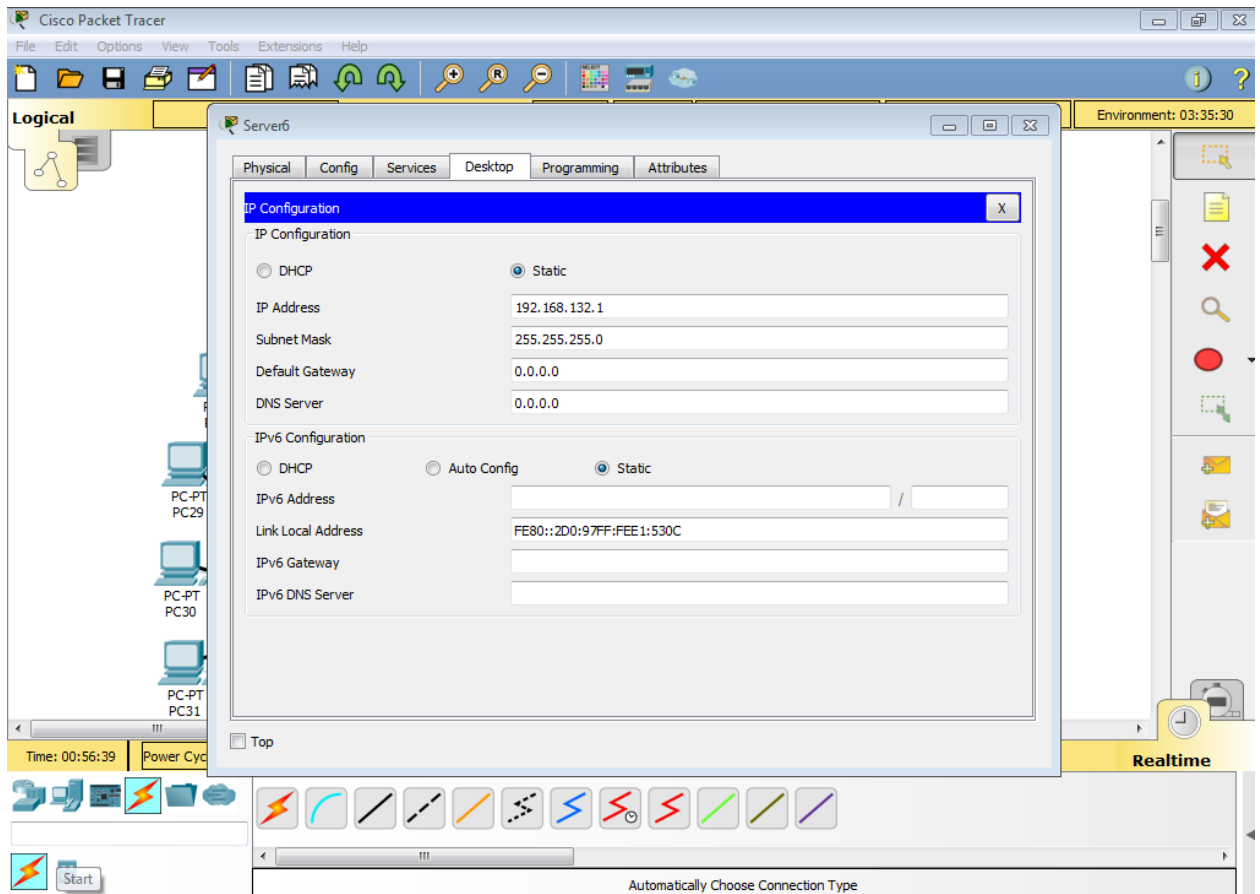 Cisco Packet Tracer
File Edit Options View Tools Extensions Help
Logical
Environment: 03:35:30
Server6
Physical Config Services Desktop Programming Attributes
IP Configuration X
IP Configuration
DHCP Static
IP Address 192.168.132.1
Subnet Mask 255.255.255.0
Default Gateway 0.0.0.0
DNS Server 0.0.0.0
IPv6 Configuration
DHCP Auto Config Static
IPv6 Address /
Link Local Address FE80::2D0:97FF:FEE1:530C
IPv6 Gateway
IPv6 DNS Server
PC-PT
PC29
PC-PT
PC30
PC-PT
PC31
Top
Time: 00:56:39 Power Cyc
Realtime
Start
Automatically Choose Connection Type